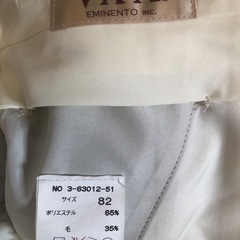 EMINENTO INC.
NO 3-63012-51
サイズ 82
ポリエステル 65%
毛 35%